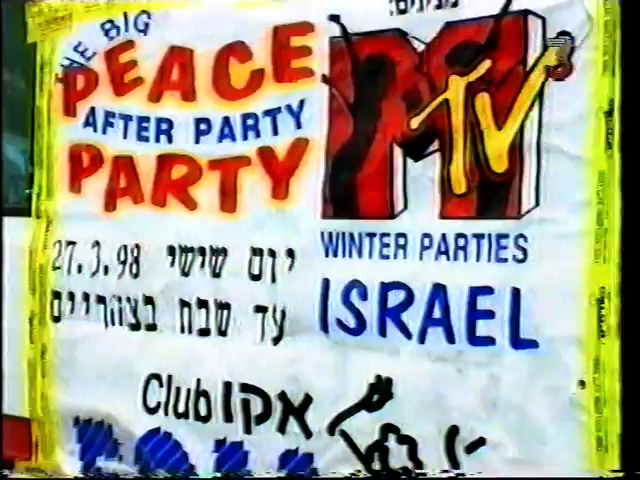 מציגים:
THE BIG
PEACE
AFTER PARTY
PARTY
MTV
WINTER PARTIES
ISRAEL
יום שישי 27.3.98
עד שבת בצהריים
Club אקו